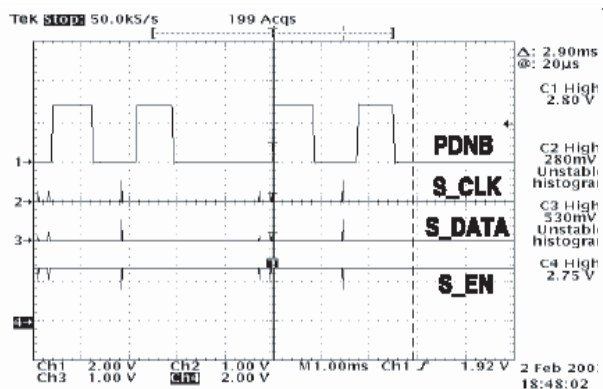 Tek Stop: 50.0kS/s 199 Acqs
Δ: 2.90ms
@: 20µs
C1 High
2.80 V
C2 High
280mV
Unstable
histogram
C3 High
530mV
Unstable
histogram
C4 High
2.75 V
PDNB
S_CLK
S_DATA
S_EN
1
2
3
4
Ch1 2.00 V Ch2 1.00 V M 1.00ms Ch1 1.92 V
Ch3 1.00 V Ch4 2.00 V
2 Feb
18:48:02